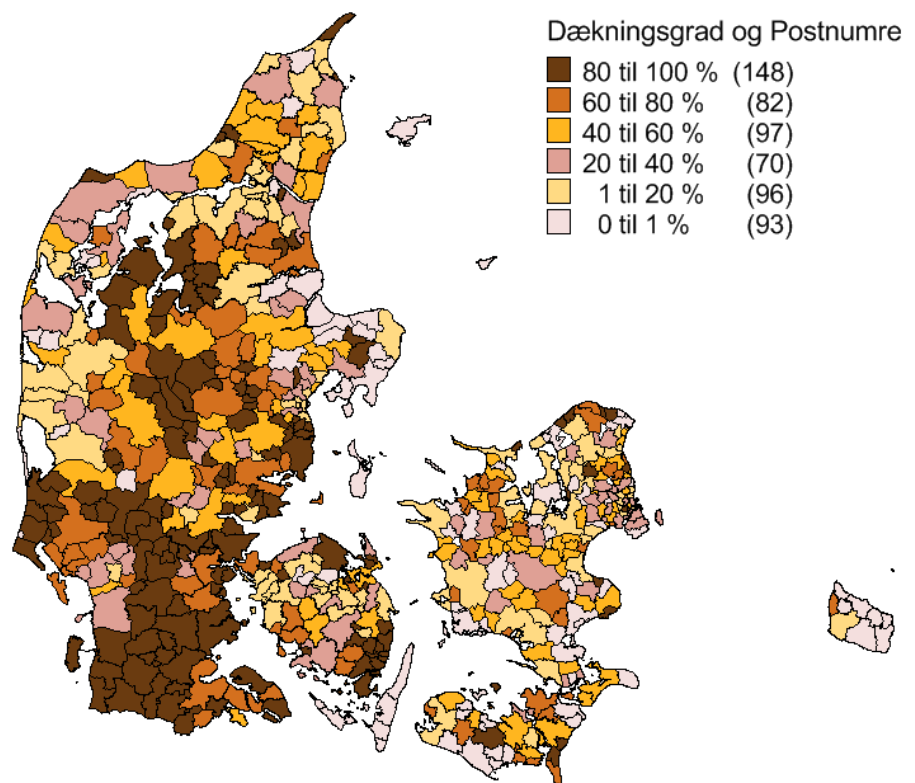 Dækningsgrad og Postnumre
80 til 100 % (148)
60 til 80 % (82)
40 til 60 % (97)
20 til 40 % (70)
1 til 20 % (96)
0 til 1 % (93)